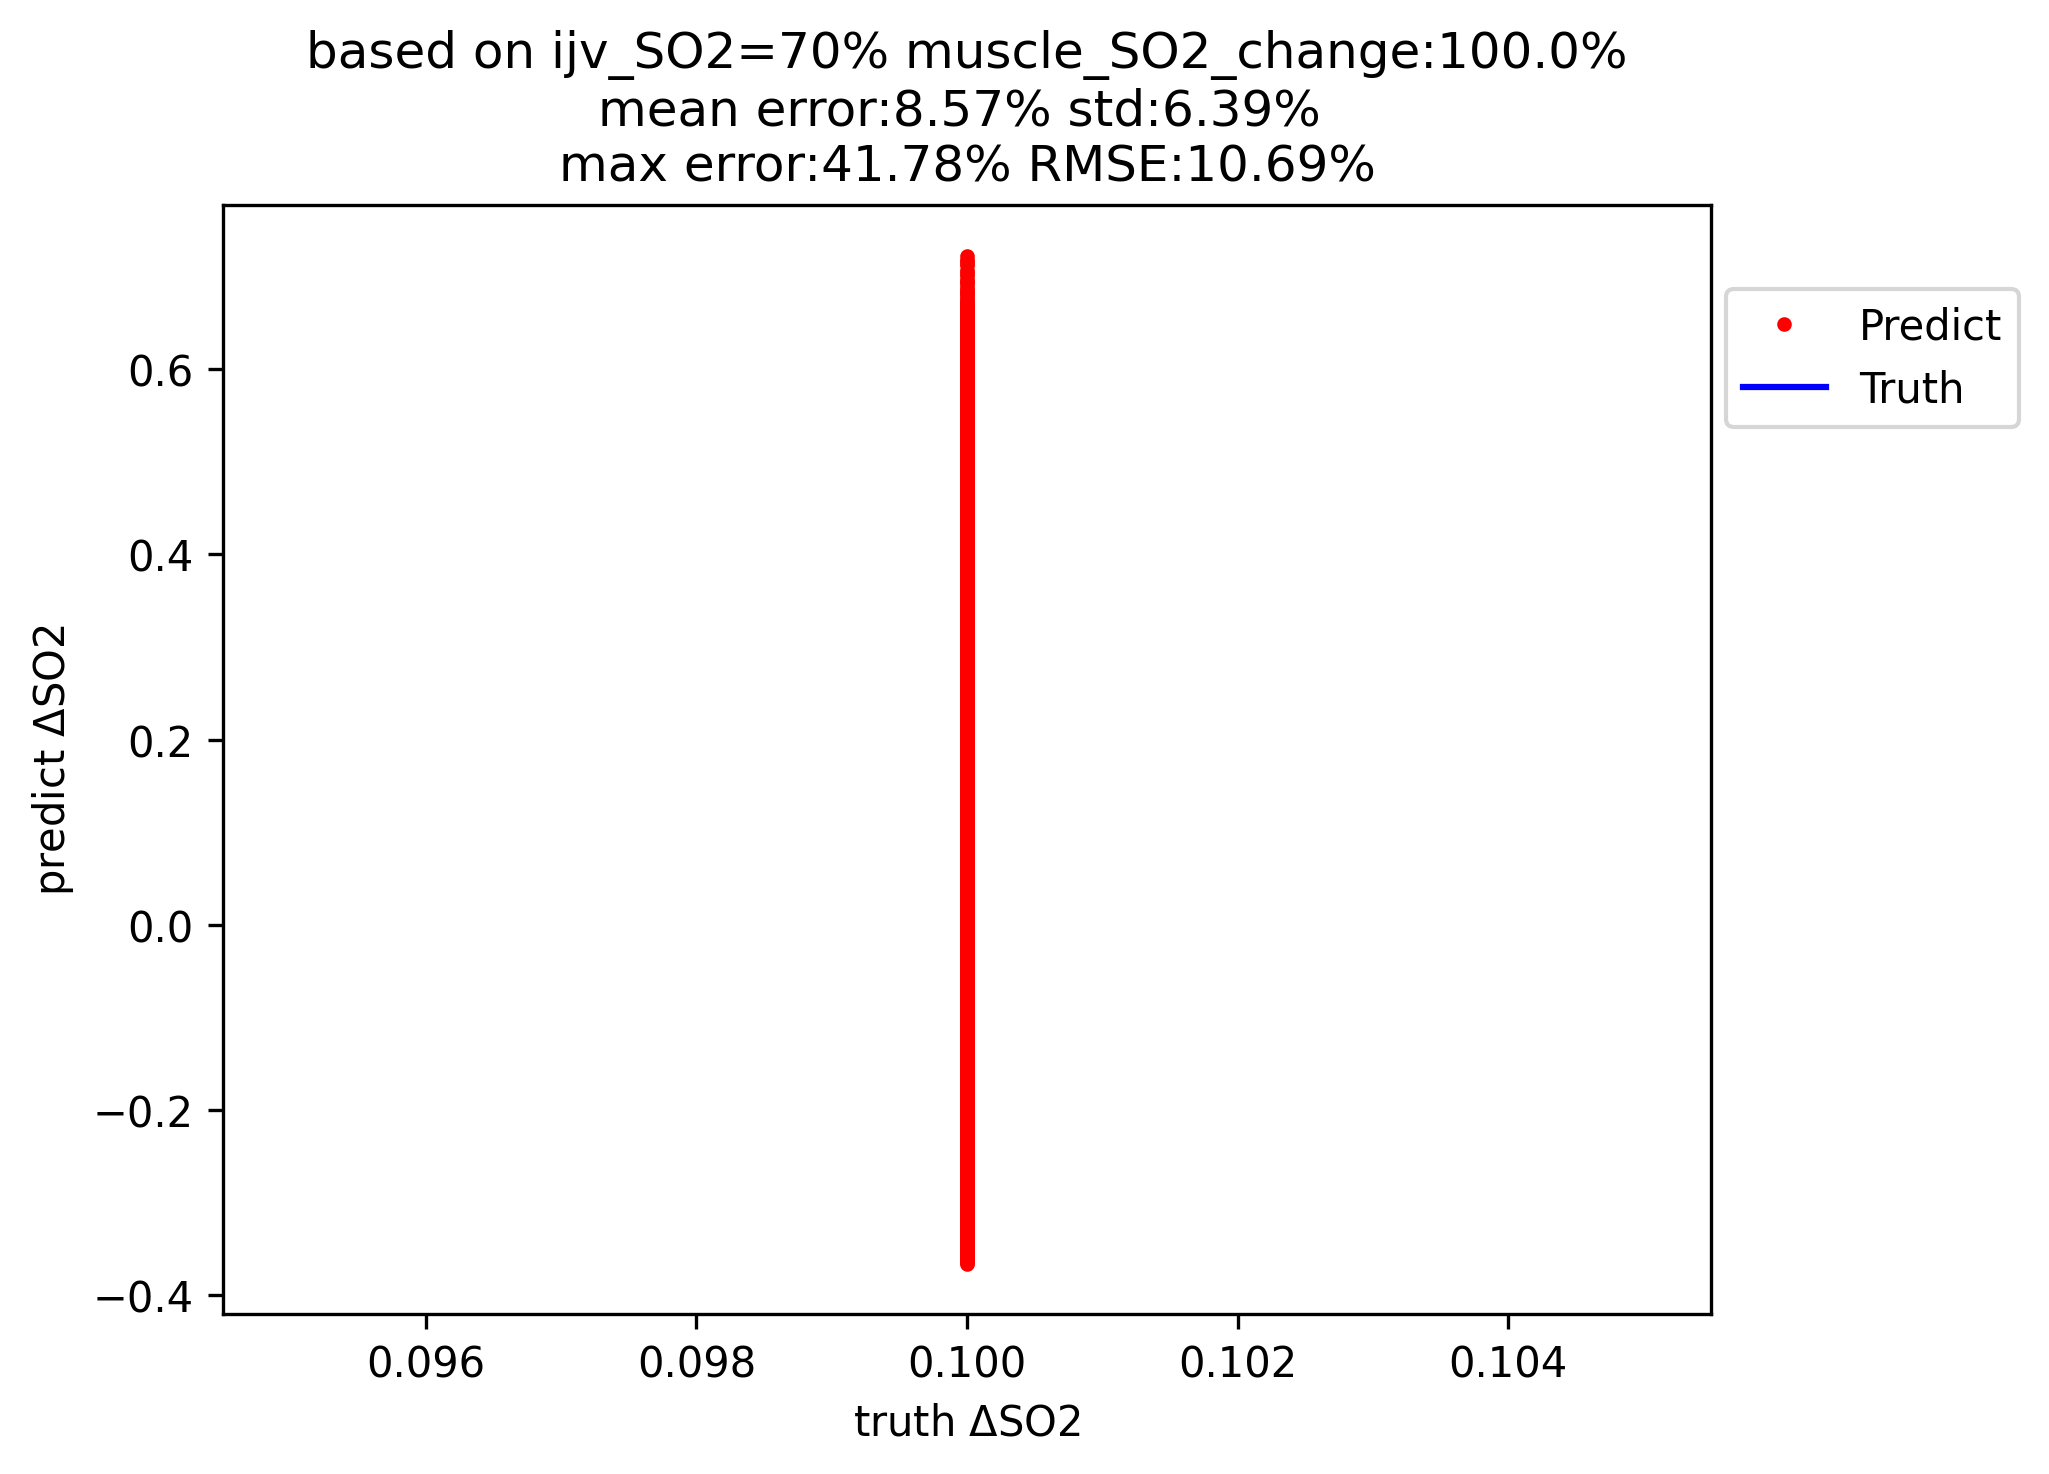 based on ijv_SO2=70% muscle_SO2_change:100.0%
mean error:8.57% std:6.39%
max error:41.78% RMSE:10.69%
Predict
Truth
predict ΔSO2
0.6
0.4
0.2
0.0
−0.2
−0.4
0.096 0.098 0.100 0.102 0.104
truth ΔSO2